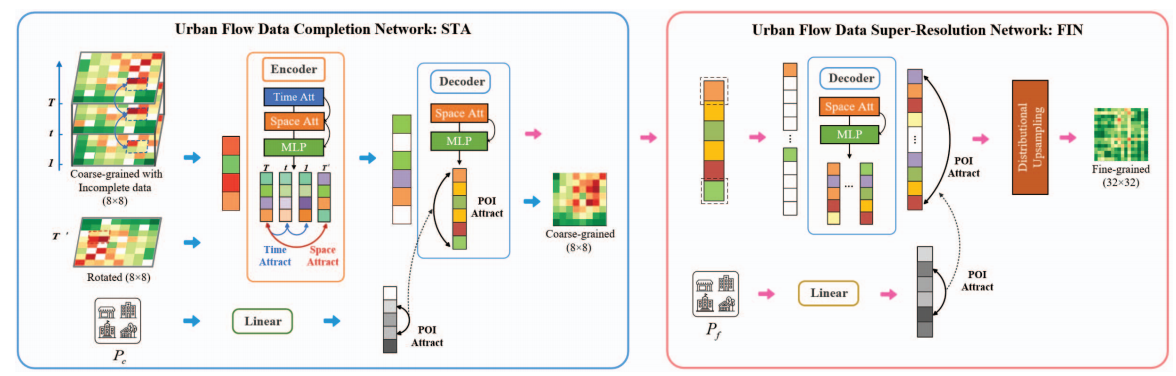 Urban Flow Data Completion Network: STA
T
t
1
Coarse-grained with
Incomplete data
(8×8)
T'
Rotated (8×8)
P_c
Encoder
Time Att
Space Att
MLP
T t 1 T'
Time
Attract
Space
Attract
Linear
POI
Attract
Decoder
Space Att
MLP
POI
Attract
Coarse-grained
(8×8)
Urban Flow Data Super-Resolution Network: FIN
Decoder
Space Att
MLP
POI
Attract
Distributional
Upsampling
Fine-grained
(32×32)
P_f
Linear
POI
Attract